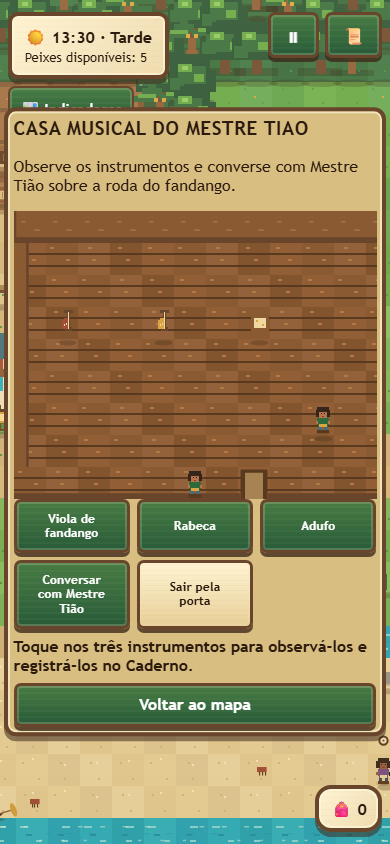 13:30 · Tarde
Peixes disponíveis: 5
CASA MUSICAL DO MESTRE TIAO
Observe os instrumentos e converse com Mestre
Tião sobre a roda do fandango.
Viola de
fandango
Rabeca
Adufo
Conversar
com Mestre
Tião
Sair pela
porta
Toque nos três instrumentos para observá-los e
registrá-los no Caderno.
Voltar ao mapa
0